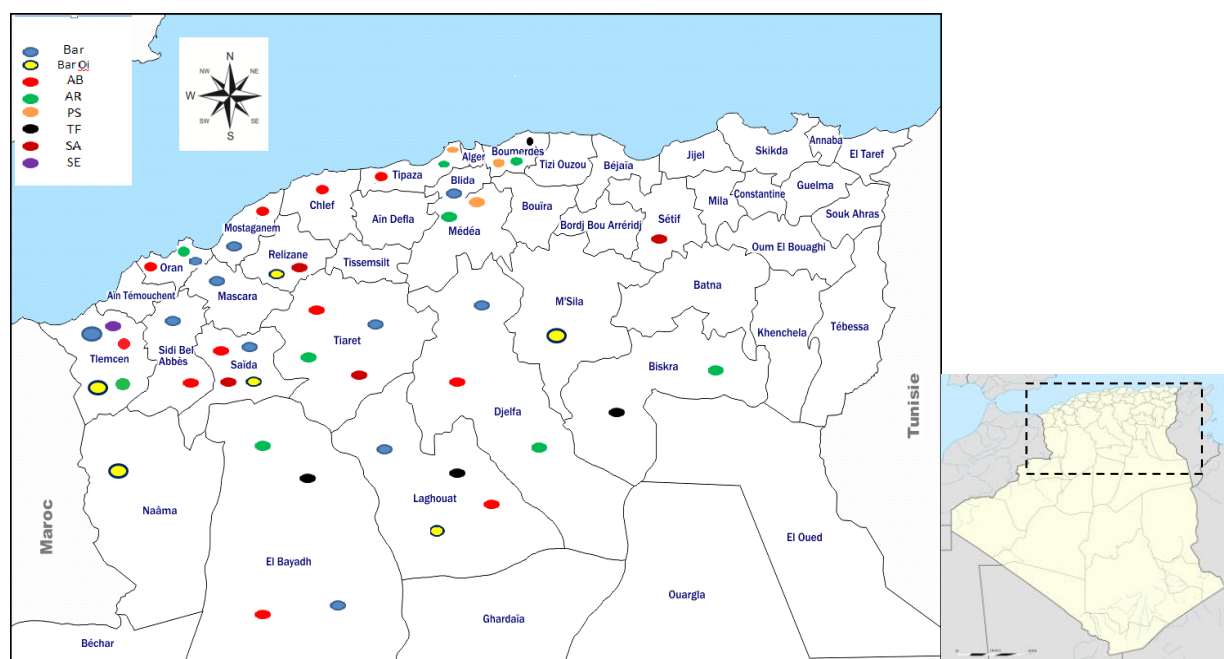 Bar
Bar Oi
AB
AR
PS
TF
SA
SE
N
NW
NE
W
E
SW
SE
S
Alger
Boumerdès
Tizi Ouzou
Béjaïa
Jijel
Skikda
Annaba
El Taref
Tipaza
Blida
Bouïra
Mila
Constantine
Guelma
Souk Ahras
Chlef
Aïn Defla
Médéa
Bordj Bou Arréridj
Sétif
Oum El Bouaghi
Mostaganem
Relizane
Tissemsilt
Oran
Aïn Témouchent
Mascara
M'Sila
Batna
Khenchela
Tébessa
Tlemcen
Sidi Bel
Abbès
Saïda
Tiaret
Biskra
Djelfa
Tunisie
Maroc
Naâma
Laghouat
El Bayadh
El Oued
Ouargla
Ghardaïa
Béchar